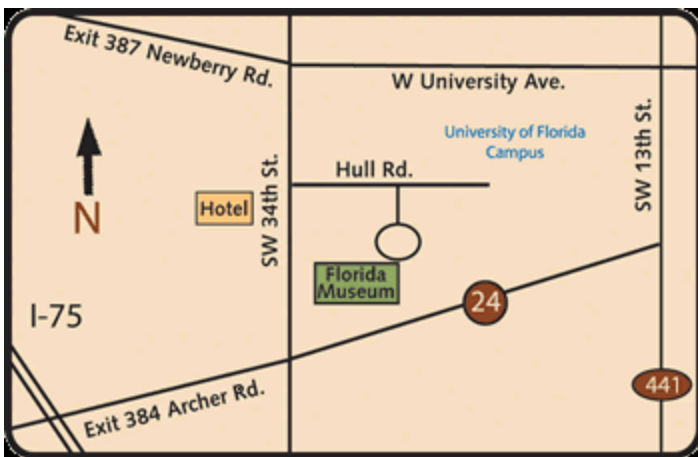 Exit 387 Newberry Rd.
W University Ave.
University of Florida
Campus
SW 13th St.
Hull Rd.
SW 34th St.
Hotel
N
Florida
Museum
24
I-75
441
Exit 384 Archer Rd.